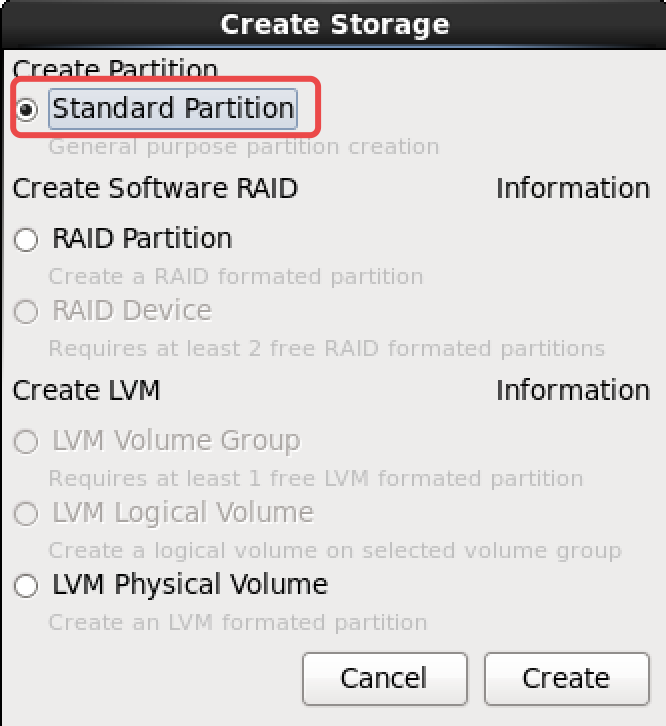 Create Storage
Create Partition
Standard Partition
General purpose partition creation
Create Software RAID Information
RAID Partition
Create a RAID formated partition
RAID Device
Requires at least 2 free RAID formated partitions
Create LVM Information
LVM Volume Group
Requires at least 1 free LVM formated partition
LVM Logical Volume
Create a logical volume on selected volume group
LVM Physical Volume
Create an LVM formated partition
Cancel Create